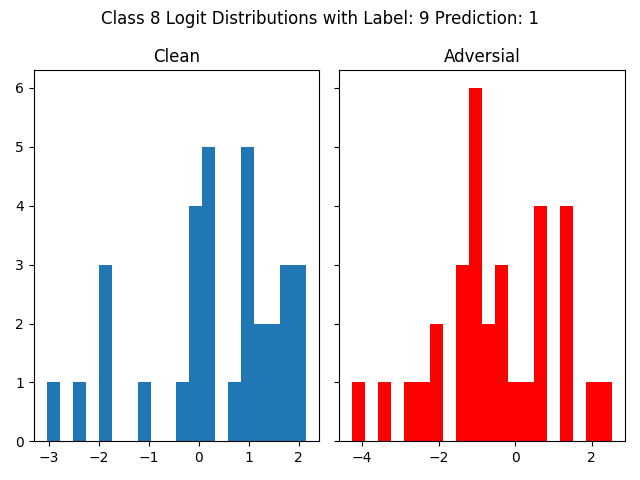 Class 8 Logit Distributions with Label: 9 Prediction: 1
Clean
Adversial
6
5
4
3
2
1
0
−3 −2 −1 0 1 2
−4 −2 0 2